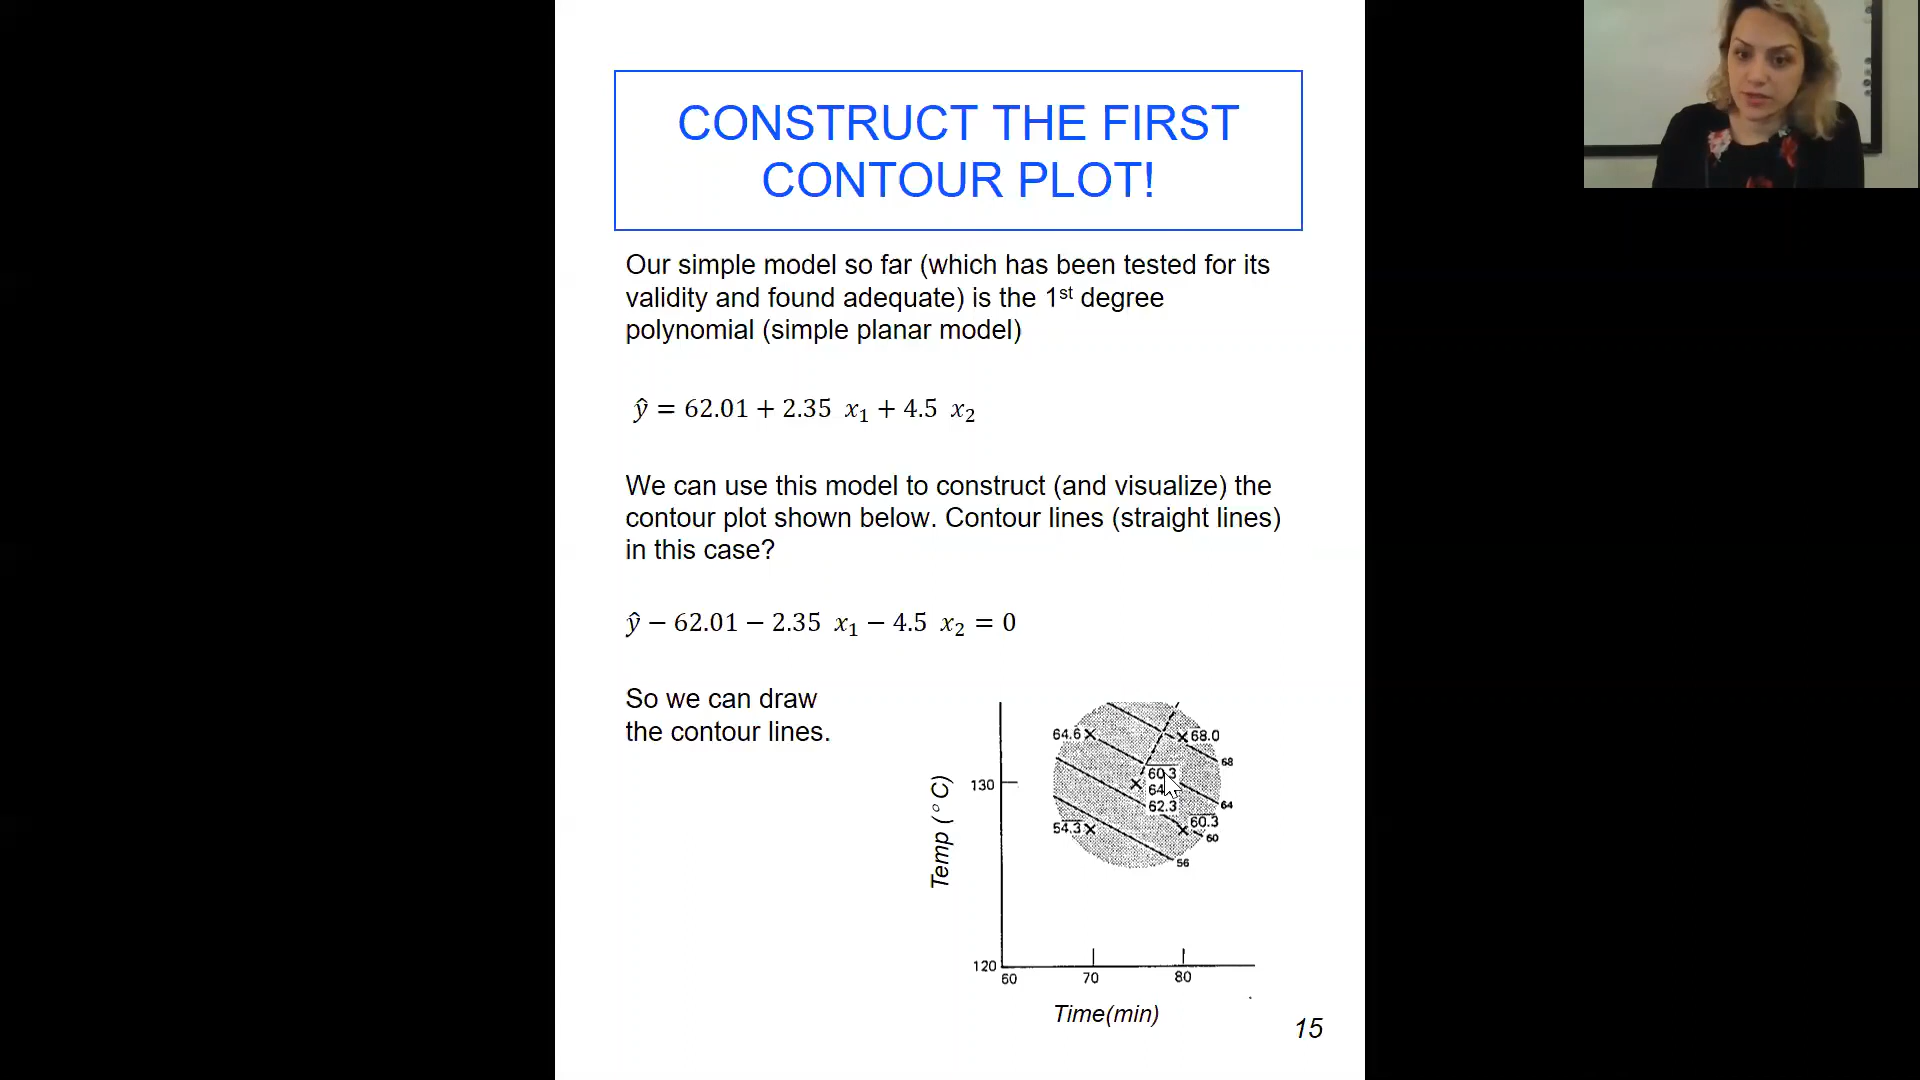 CONSTRUCT THE FIRST
CONTOUR PLOT!
Our simple model so far (which has been tested for its
validity and found adequate) is the 1st degree
polynomial (simple planar model)
ŷ = 62.01 + 2.35 x₁ + 4.5 x₂
We can use this model to construct (and visualize) the
contour plot shown below. Contour lines (straight lines)
in this case?
ŷ − 62.01 − 2.35 x₁ − 4.5 x₂ = 0
So we can draw
the contour lines.
64.6
68.0
68
60.3
130
64
62.3
64
54.3
60.3
60
56
Temp (°C)
120
60
70
80
Time(min)
15